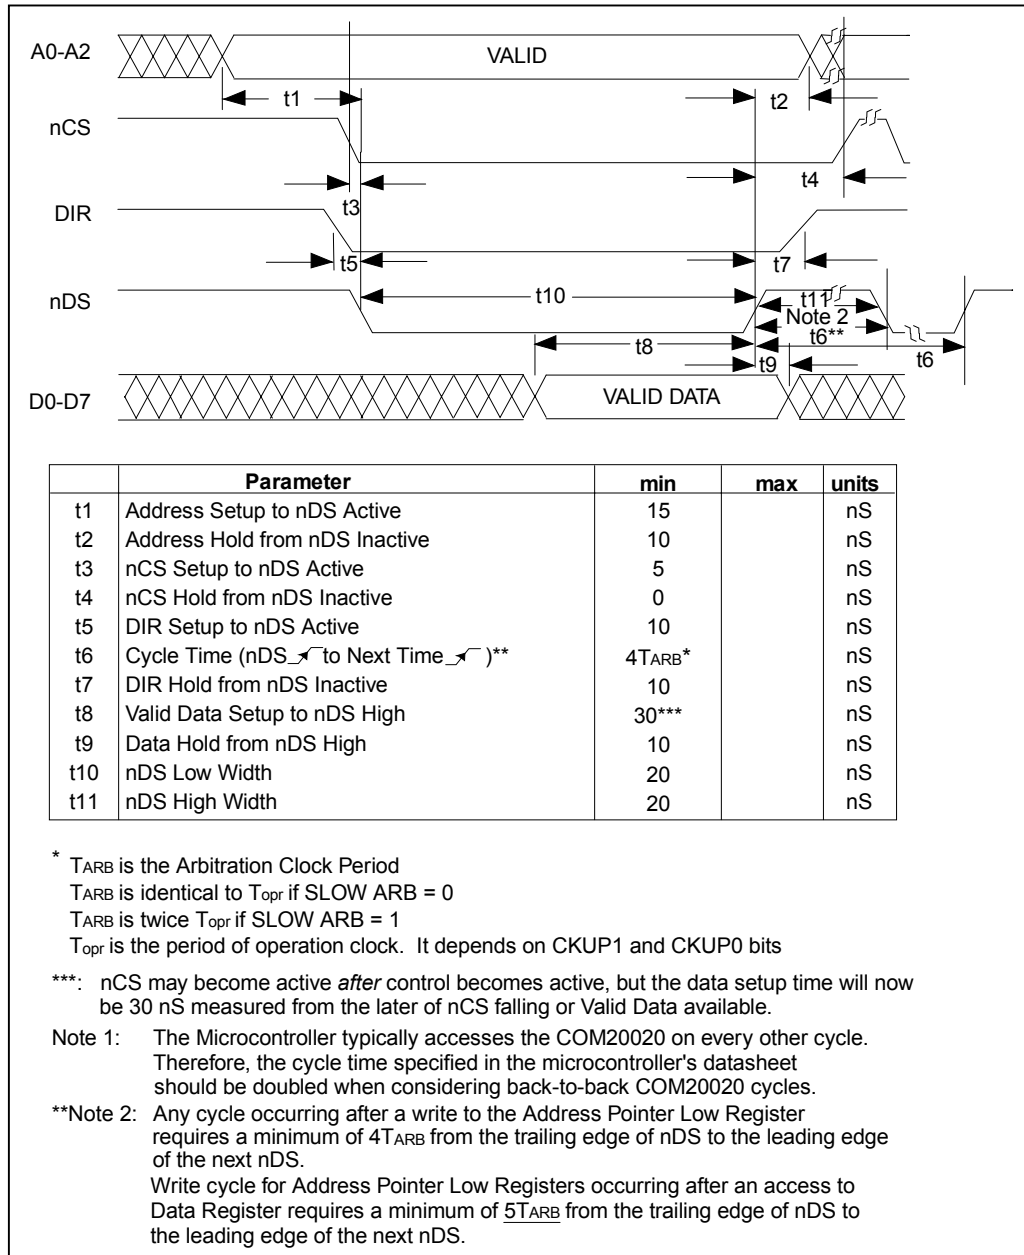 A0-A2
VALID
t1
t2
nCS
t3
t4
DIR
t5
t7
nDS
t10
t11
Note 2
t6**
t8
t6
t9
D0-D7
VALID DATA
Parameter min max units
t1 Address Setup to nDS Active 15 nS
t2 Address Hold from nDS Inactive 10 nS
t3 nCS Setup to nDS Active 5 nS
t4 nCS Hold from nDS Inactive 0 nS
t5 DIR Setup to nDS Active 10 nS
t6 Cycle Time (nDS to Next Time )** 4TARB* nS
t7 DIR Hold from nDS Inactive 10 nS
t8 Valid Data Setup to nDS High 30*** nS
t9 Data Hold from nDS High 10 nS
t10 nDS Low Width 20 nS
t11 nDS High Width 20 nS
* TARB is the Arbitration Clock Period
TARB is identical to Topr if SLOW ARB = 0
TARB is twice Topr if SLOW ARB = 1
Topr is the period of operation clock. It depends on CKUP1 and CKUP0 bits
***: nCS may become active after control becomes active, but the data setup time will now
be 30 nS measured from the later of nCS falling or Valid Data available.
Note 1: The Microcontroller typically accesses the COM20020 on every other cycle.
Therefore, the cycle time specified in the microcontroller's datasheet
should be doubled when considering back-to-back COM20020 cycles.
**Note 2: Any cycle occurring after a write to the Address Pointer Low Register
requires a minimum of 4TARB from the trailing edge of nDS to the leading edge
of the next nDS.
Write cycle for Address Pointer Low Registers occurring after an access to
Data Register requires a minimum of 5TARB from the trailing edge of nDS to
the leading edge of the next nDS.